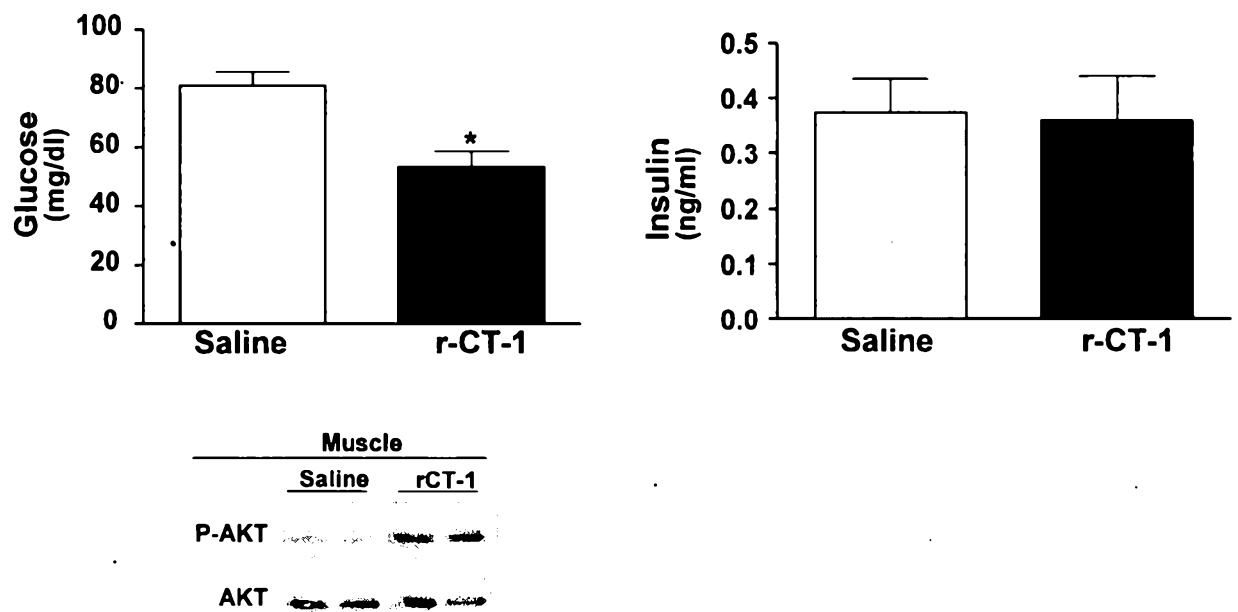 100
80
60
40
20
0
Glucose
(mg/dl)
*
Saline r-CT-1
0.5
0.4
0.3
0.2
0.1
0.0
Insulin
(ng/ml)
Saline r-CT-1
Muscle
Saline rCT-1
P-AKT
AKT